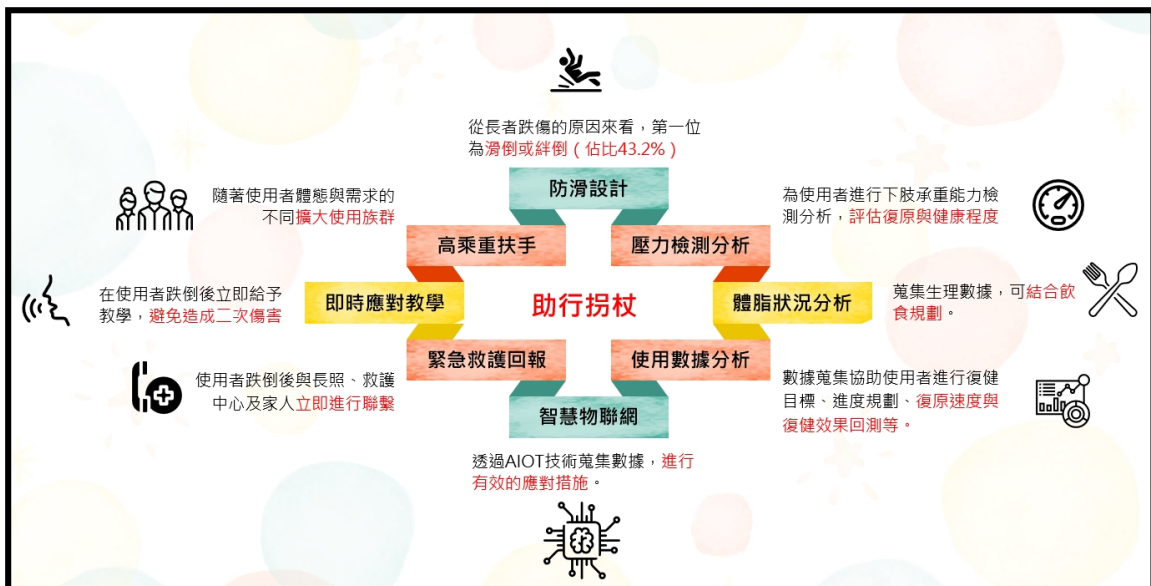 從長者跌傷的原因來看，第一位
為滑倒或絆倒（佔比43.2%）
防滑設計
隨著使用者體態與需求的
不同擴大使用族群
高乘重扶手
壓力檢測分析
為使用者進行下肢承重能力檢
測分析，評估復原與健康程度
在使用者跌倒後立即給予
教學，避免造成二次傷害
即時應對教學
助行拐杖
體脂狀況分析
蒐集生理數據，可結合飲
食規劃。
使用者跌倒後與長照、救護
中心及家人立即進行聯繫
緊急救護回報
使用數據分析
數據蒐集協助使用者進行復健
目標、進度規劃、復原速度與
復健效果回測等。
智慧物聯網
透過AIOT技術蒐集數據，進行
有效的應對措施。